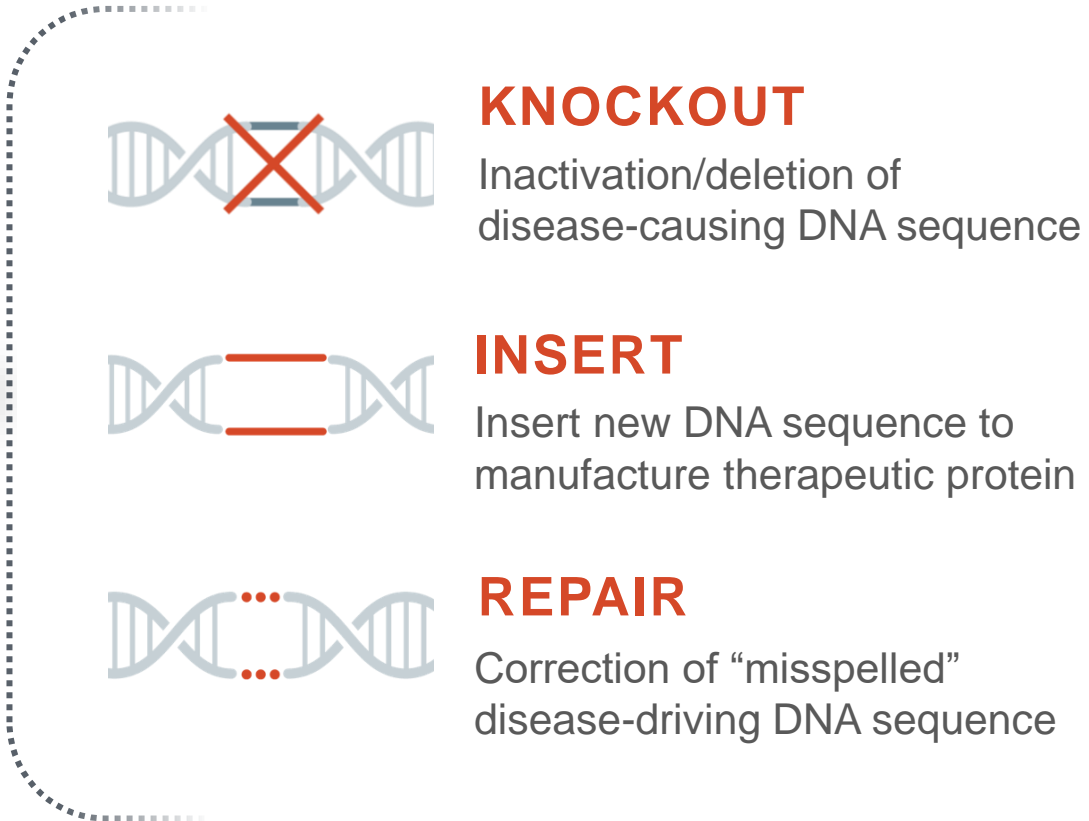 KNOCKOUT
Inactivation/deletion of
disease-causing DNA sequence
INSERT
Insert new DNA sequence to
manufacture therapeutic protein
REPAIR
Correction of “misspelled”
disease-driving DNA sequence